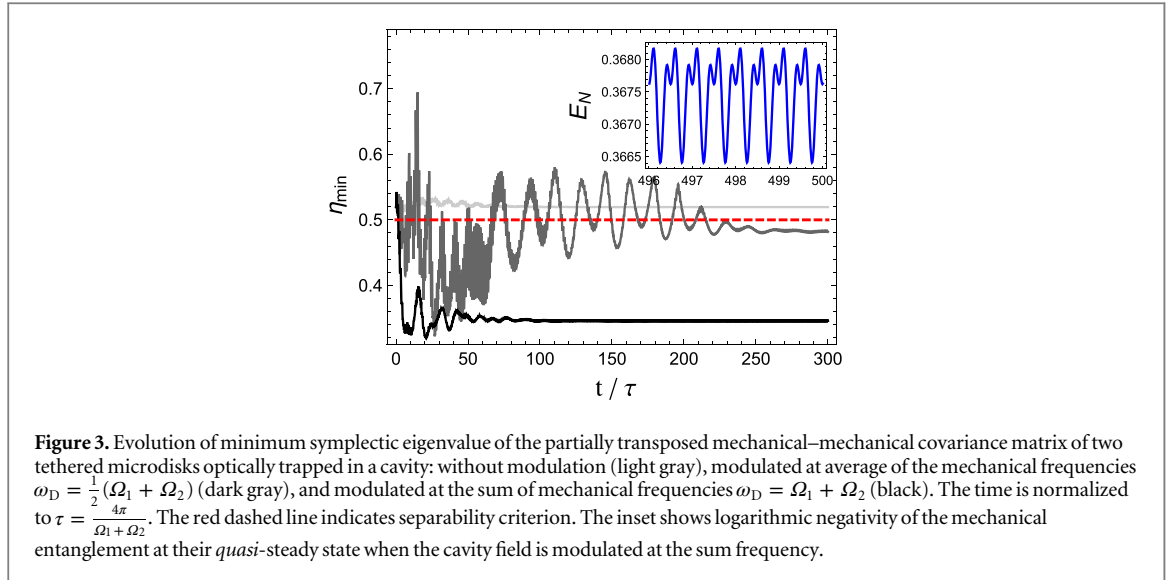 0.7
0.6
0.5
0.4
η_min
0 50 100 150 200 250 300
t / τ
E_N
0.3680
0.3675
0.3670
0.3665
496 497 498 499 500
Figure 3. Evolution of minimum symplectic eigenvalue of the partially transposed mechanical–mechanical covariance matrix of two
tethered microdisks optically trapped in a cavity: without modulation (light gray), modulated at average of the mechanical frequencies
ω_D = 1/2 (Ω_1 + Ω_2) (dark gray), and modulated at the sum of mechanical frequencies ω_D = Ω_1 + Ω_2 (black). The time is normalized
to τ = 4π/(Ω_1 + Ω_2). The red dashed line indicates separability criterion. The inset shows logarithmic negativity of the mechanical
entanglement at their quasi-steady state when the cavity field is modulated at the sum frequency.